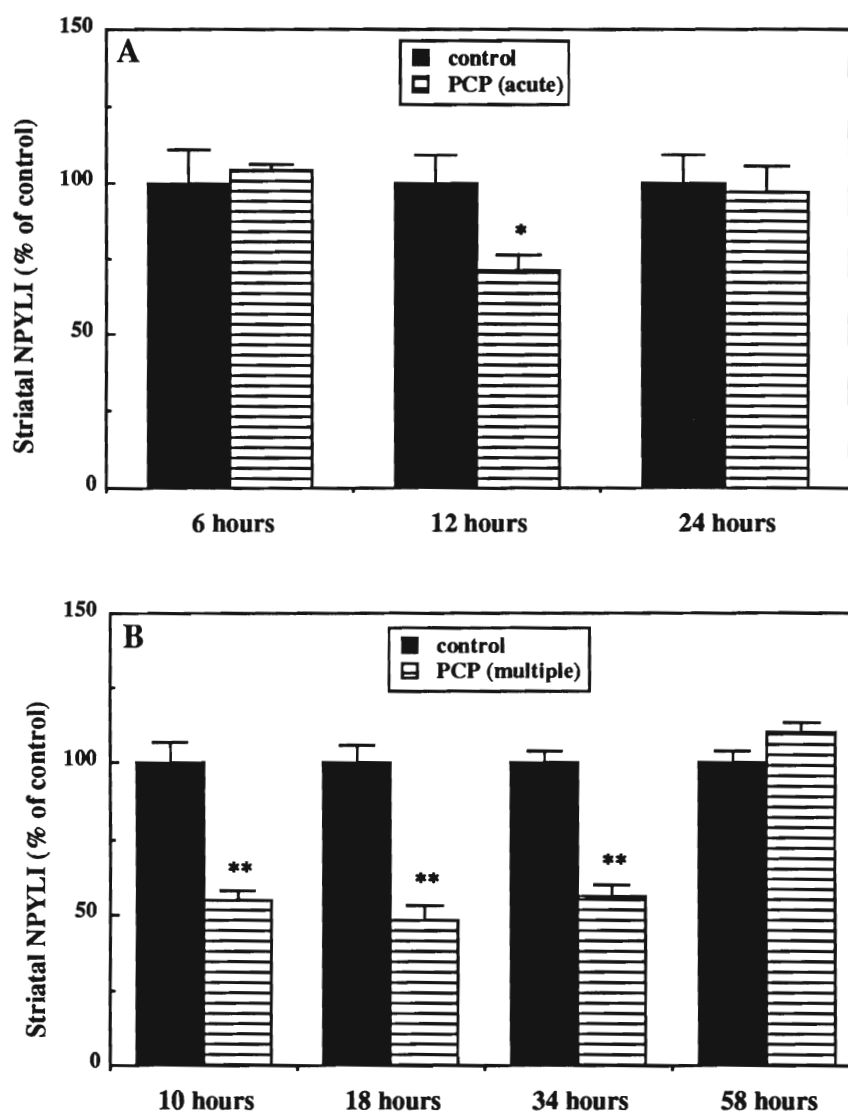 A
control
PCP (acute)
Striatal NPYLI (% of control)
150
100
50
0
*
6 hours
12 hours
24 hours
B
control
PCP (multiple)
Striatal NPYLI (% of control)
150
100
50
0
**
**
**
10 hours
18 hours
34 hours
58 hours